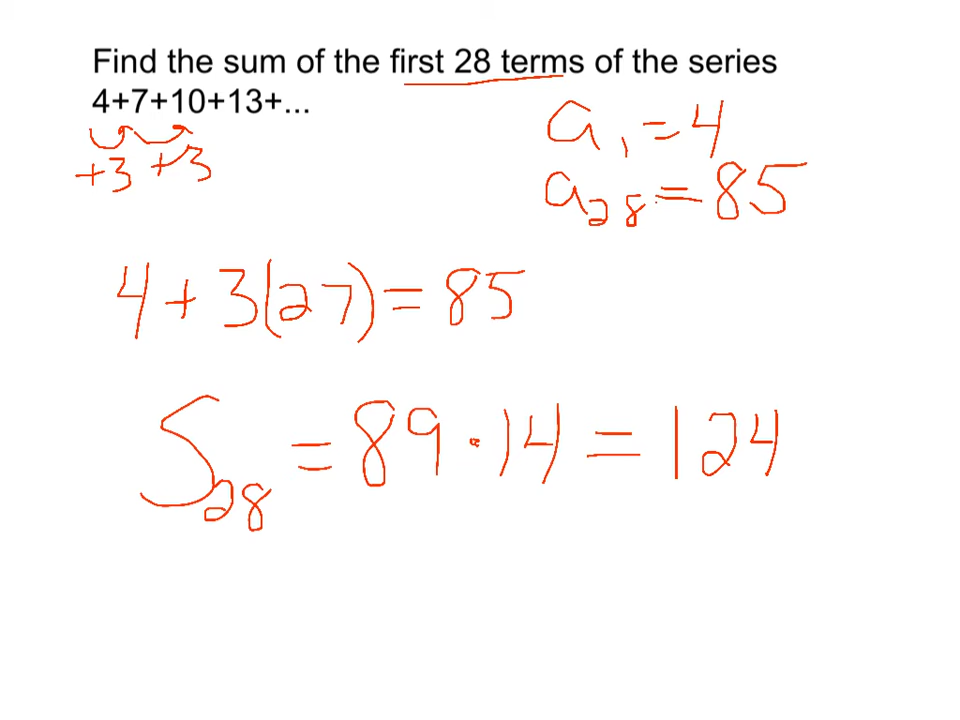 Find the sum of the first 28 terms of the series
4+7+10+13+...
+3 +3
a₁ = 4
a₂₈ = 85
4 + 3(27) = 85
S₂₈ = 89 · 14 = 124